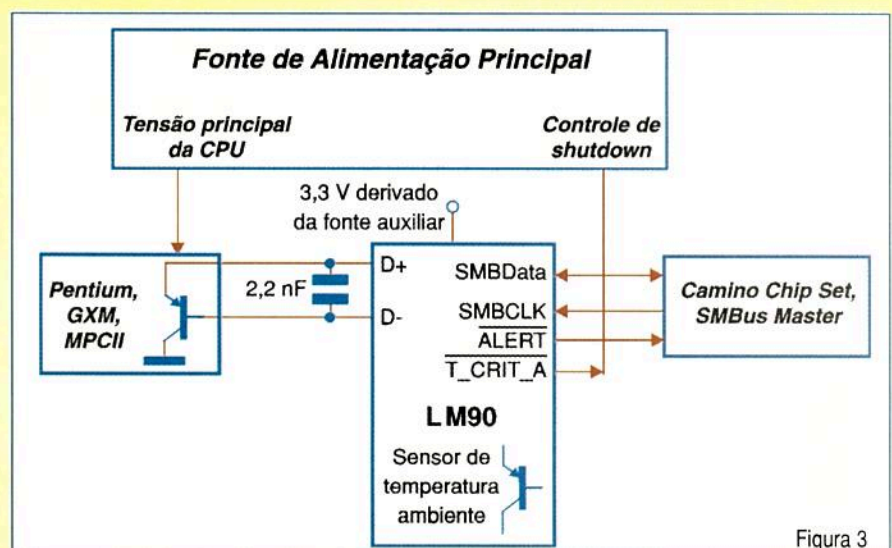 Fonte de Alimentação Principal
Tensão principal
da CPU
Controle de
shutdown
3,3 V derivado
da fonte auxiliar
Pentium,
GXM,
MPCII
2,2 nF
D+
D-
SMBData
SMBCLK
ALERT
T_CRIT_A
LM90
Sensor de
temperatura
ambiente
Camino Chip Set,
SMBus Master
Figura 3